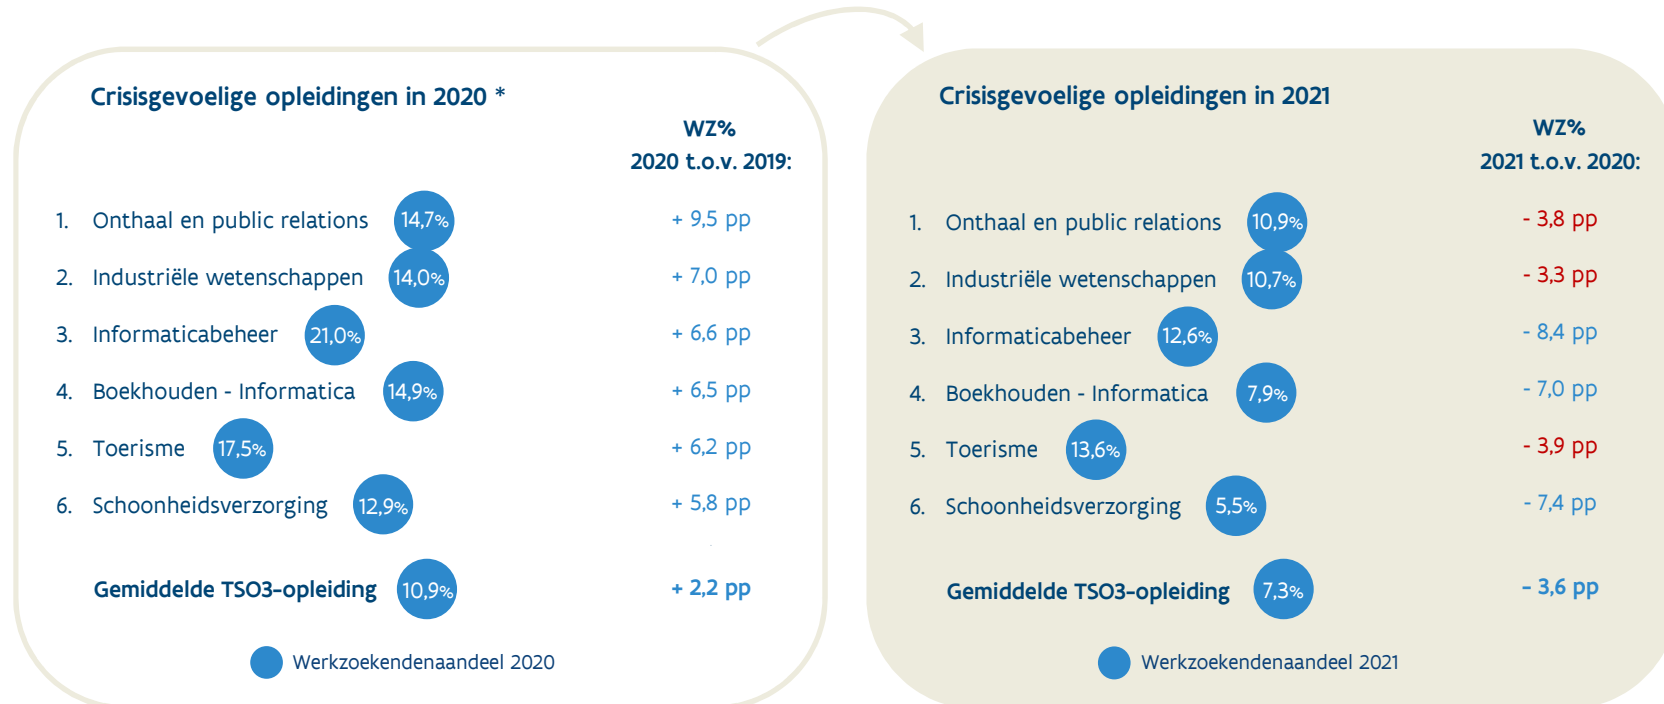 Crisisgevoelige opleidingen in 2020 *
WZ%
2020 t.o.v. 2019:
1. Onthaal en public relations 14,7% + 9,5 pp
2. Industriële wetenschappen 14,0% + 7,0 pp
3. Informaticabeheer 21,0% + 6,6 pp
4. Boekhouden - Informatica 14,9% + 6,5 pp
5. Toerisme 17,5% + 6,2 pp
6. Schoonheidsverzorging 12,9% + 5,8 pp
Gemiddelde TSO3-opleiding 10,9% + 2,2 pp
Werkzoekendenaandeel 2020
Crisisgevoelige opleidingen in 2021
WZ%
2021 t.o.v. 2020:
1. Onthaal en public relations 10,9% - 3,8 pp
2. Industriële wetenschappen 10,7% - 3,3 pp
3. Informaticabeheer 12,6% - 8,4 pp
4. Boekhouden - Informatica 7,9% - 7,0 pp
5. Toerisme 13,6% - 3,9 pp
6. Schoonheidsverzorging 5,5% - 7,4 pp
Gemiddelde TSO3-opleiding 7,3% - 3,6 pp
Werkzoekendenaandeel 2021